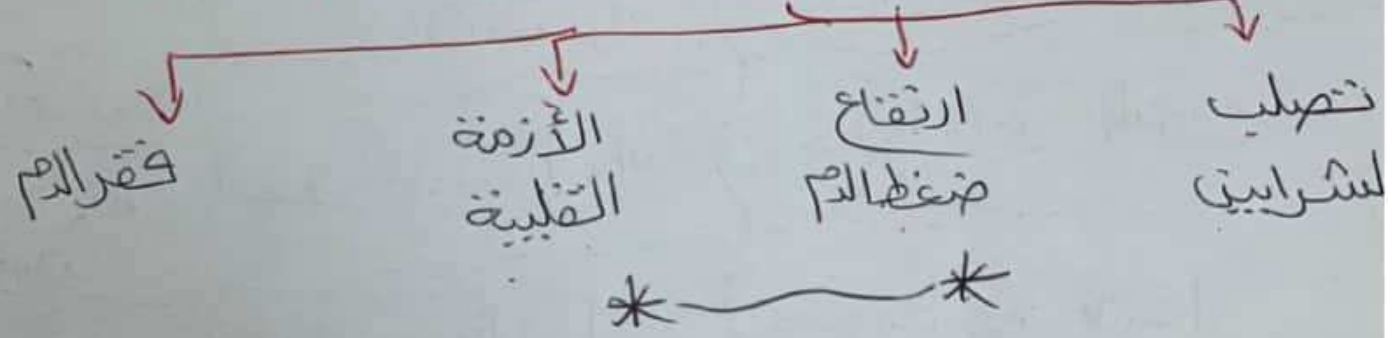 تصلب
لشرايين
ارتفاع
ضغط الدم
الأزمة
القلبية
فقر الدم